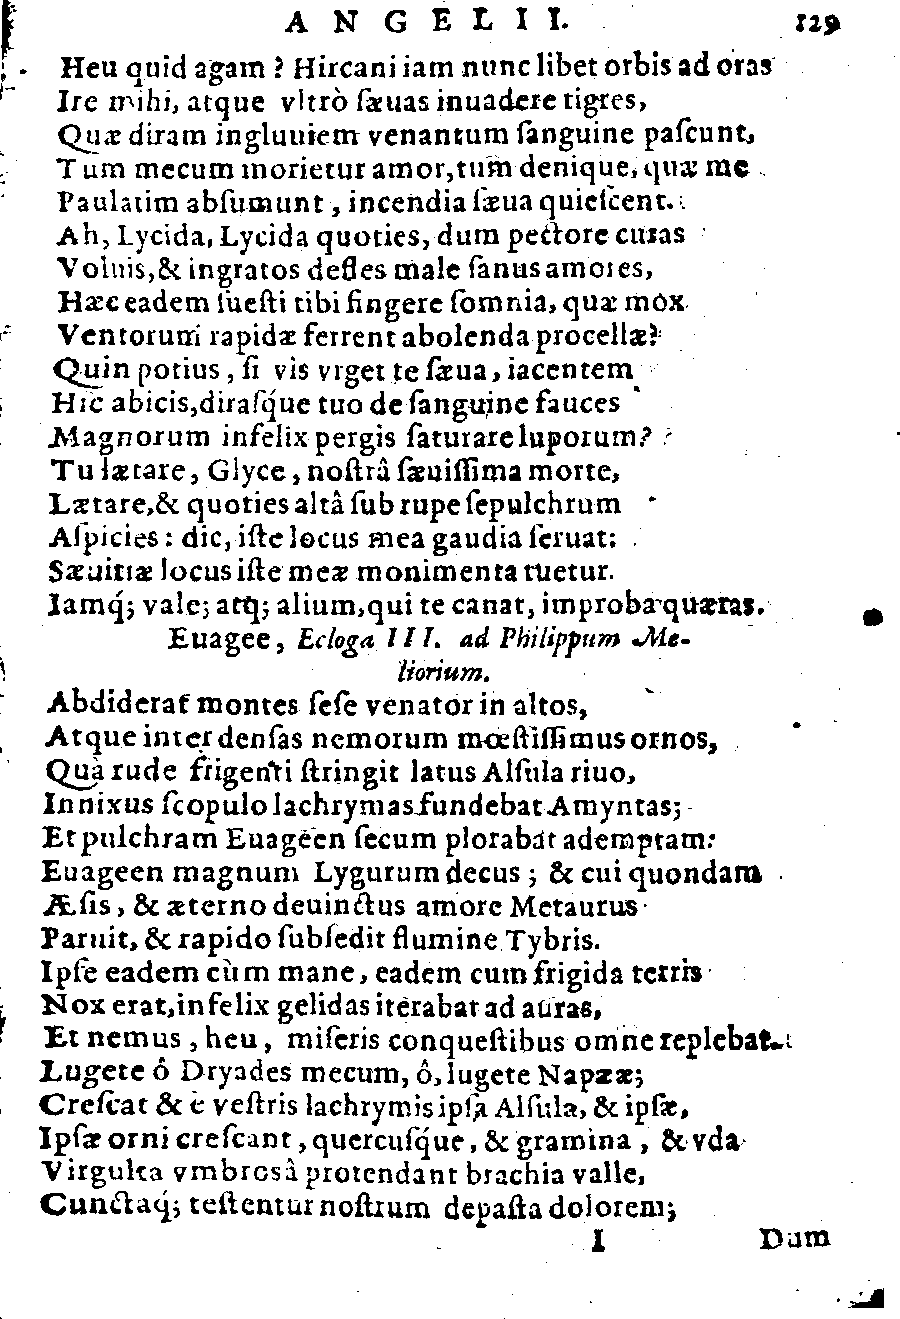 ANGELII. 129
Heu quid agam? Hircani iam nunc libet orbis ad oras
Ire mihi, atque vltrò ſæuas inuadere tigres,
Quæ diram ingluuiem venantum ſanguine paſcunt,
Tum mecum morietur amor, tum denique, quæ me
Paulatim abſumunt, incendia ſæua quieſcent.
Ah, Lycida, Lycida quoties, dum pectore curas
Voluis, & ingratos defles male ſanus amores,
Hæc eadem ſueſti tibi fingere ſomnia, quæ mox
Ventorum rapidæ ferrent abolenda procellæ?
Quin potius, ſi vis vrget te ſæua, iacentem
Hic abicis, diraſq́ue tuo de ſanguine fauces
Magnorum infelix pergis ſaturare luporum?
Tu lætare, Glyce, noſtrâ ſæuiſſima morte,
Lætare, & quoties altâ ſub rupe ſepulchrum
Aſpicies: dic, iſte locus mea gaudia ſeruat:
Sæuitiæ locus iſte meæ monimenta tuetur.
Iamq́; vale; atq; alium, qui te canat, improba quæras.
Euagee, Ecloga III. ad Philippum Me-
liorium.
Abdiderat montes ſeſe venator in altos,
Atque inter denſas nemorum mœſtiſſimus ornos,
Quà rude frigenti ſtringit latus Alſula riuo,
Innixus ſcopulo lachrymas fundebat Amyntas;
Et pulchram Euageen ſecum plorabat ademptam:
Euageen magnum Lygurum decus; & cui quondam
Æſis, & æterno deuinctus amore Metaurus
Paruit, & rapido ſubſedit flumine Tybris.
Ipſe eadem cùm mane, eadem cum frigida terris
Nox erat, infelix gelidas iterabat ad auras,
Et nemus, heu, miſeris conqueſtibus omne replebat.
Lugete ô Dryades mecum, ô, lugete Napææ;
Creſcat & è veſtris lachrymis ipſa Alſula, & ipſæ,
Ipſæ orni creſcant, quercuſq́ue, & gramina, & vda
Virgulta vmbrosâ protendant brachia valle,
Cunctaq́; teſtentur noſtrum depaſta dolorem;
I Dum